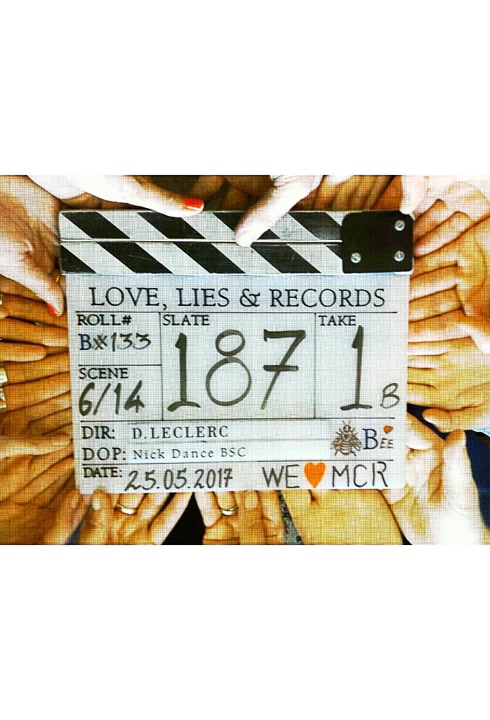 LOVE, LIES & RECORDS
ROLL# SLATE TAKE
B*133 187 1B
SCENE
6/14
DIR: D.LECLERC
DOP: Nick Dance BSC BEE
DATE: 25.05.2017 WE ❤ MCR